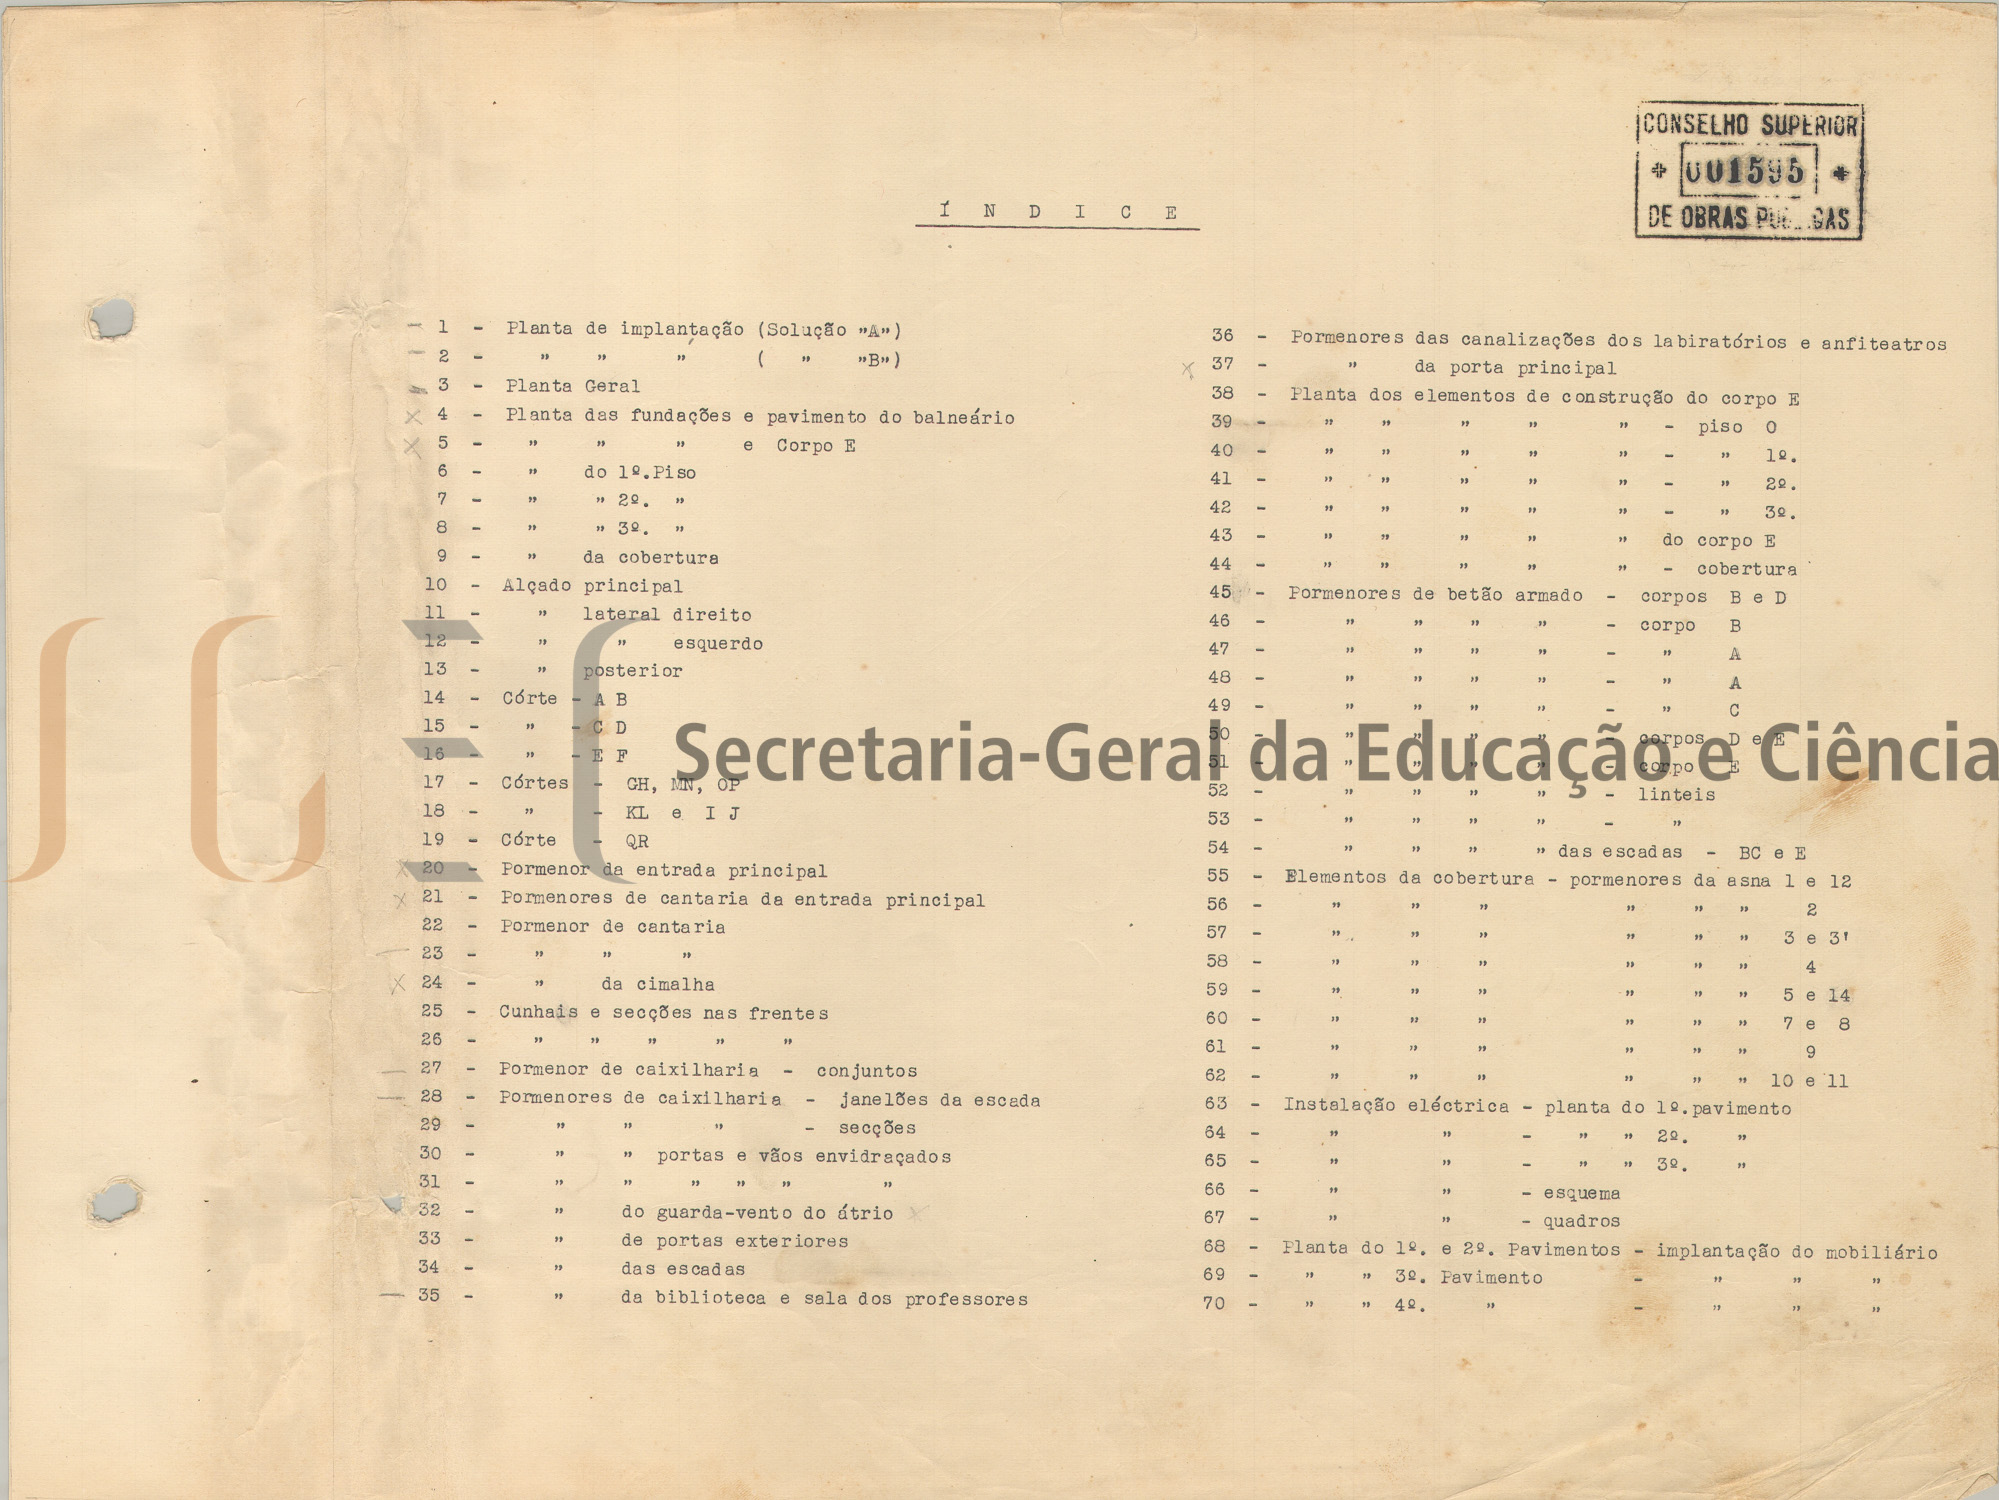 CONSELHO SUPERIOR
001595
DE OBRAS
ÍNDICE
1 - Planta de implantação (Solução "A")
2 - " " " ( " "B")
3 - Planta Geral
4 - Planta das fundações e pavimento do balneário
5 - " " " e Corpo E
6 - " do 1º.Piso
7 - " " 2º. "
8 - " " 3º. "
9 - " da cobertura
10 - Alçado principal
11 - " lateral direito
12 - " " esquerdo
13 - " posterior
14 - Córte - A B
15 - " - C D
16 - " - E F
17 - Córtes - GH, MN, OP
18 - " - KL e I J
19 - Córte - QR
20 - Pormenor da entrada principal
21 - Pormenores de cantaria da entrada principal
22 - Pormenor de cantaria
23 - " " "
24 - " da cimalha
25 - Cunhais e secções nas frentes
26 - " " " " "
27 - Pormenor de caixilharia - conjuntos
28 - Pormenores de caixilharia - janelões da escada
29 - " " " - secções
30 - " " portas e vãos envidraçados
31 - " " " " " "
32 - " do guarda-vento do átrio
33 - " de portas exteriores
34 - " das escadas
35 - " da biblioteca e sala dos professores
36 - Pormenores das canalizações dos labiratórios e anfiteatros
37 - " da porta principal
38 - Planta dos elementos de construção do corpo E
39 - " " " " " - piso 0
40 - " " " " " - " 1º.
41 - " " " " " - " 2º.
42 - " " " " " - " 3º.
43 - " " " " " do corpo E
44 - " " " " " - cobertura
45 - Pormenores de betão armado - corpos B e D
46 - " " " " - corpo B
47 - " " " " - " A
48 - " " " " - " A
49 - " " " " - " C
50 - " " " " - corpos D e E
51 - " " " " - corpo E
52 - " " " " - linteis
53 - " " " " - "
54 - " " " " das escadas - BC e E
55 - Elementos da cobertura - pormenores da asna 1 e 12
56 - " " " " " " 2
57 - " " " " " " 3 e 3'
58 - " " " " " " 4
59 - " " " " " " 5 e 14
60 - " " " " " " 7 e 8
61 - " " " " " " 9
62 - " " " " " " 10 e 11
63 - Instalação eléctrica - planta do 1º.pavimento
64 - " " - " " 2º. "
65 - " " - " " 3º. "
66 - " " - esquema
67 - " " - quadros
68 - Planta do 1º. e 2º. Pavimentos - implantação do mobiliário
69 - " " 3º. Pavimento - " " "
70 - " " 4º. " - " " "
Secretaria-Geral da Educação e Ciência